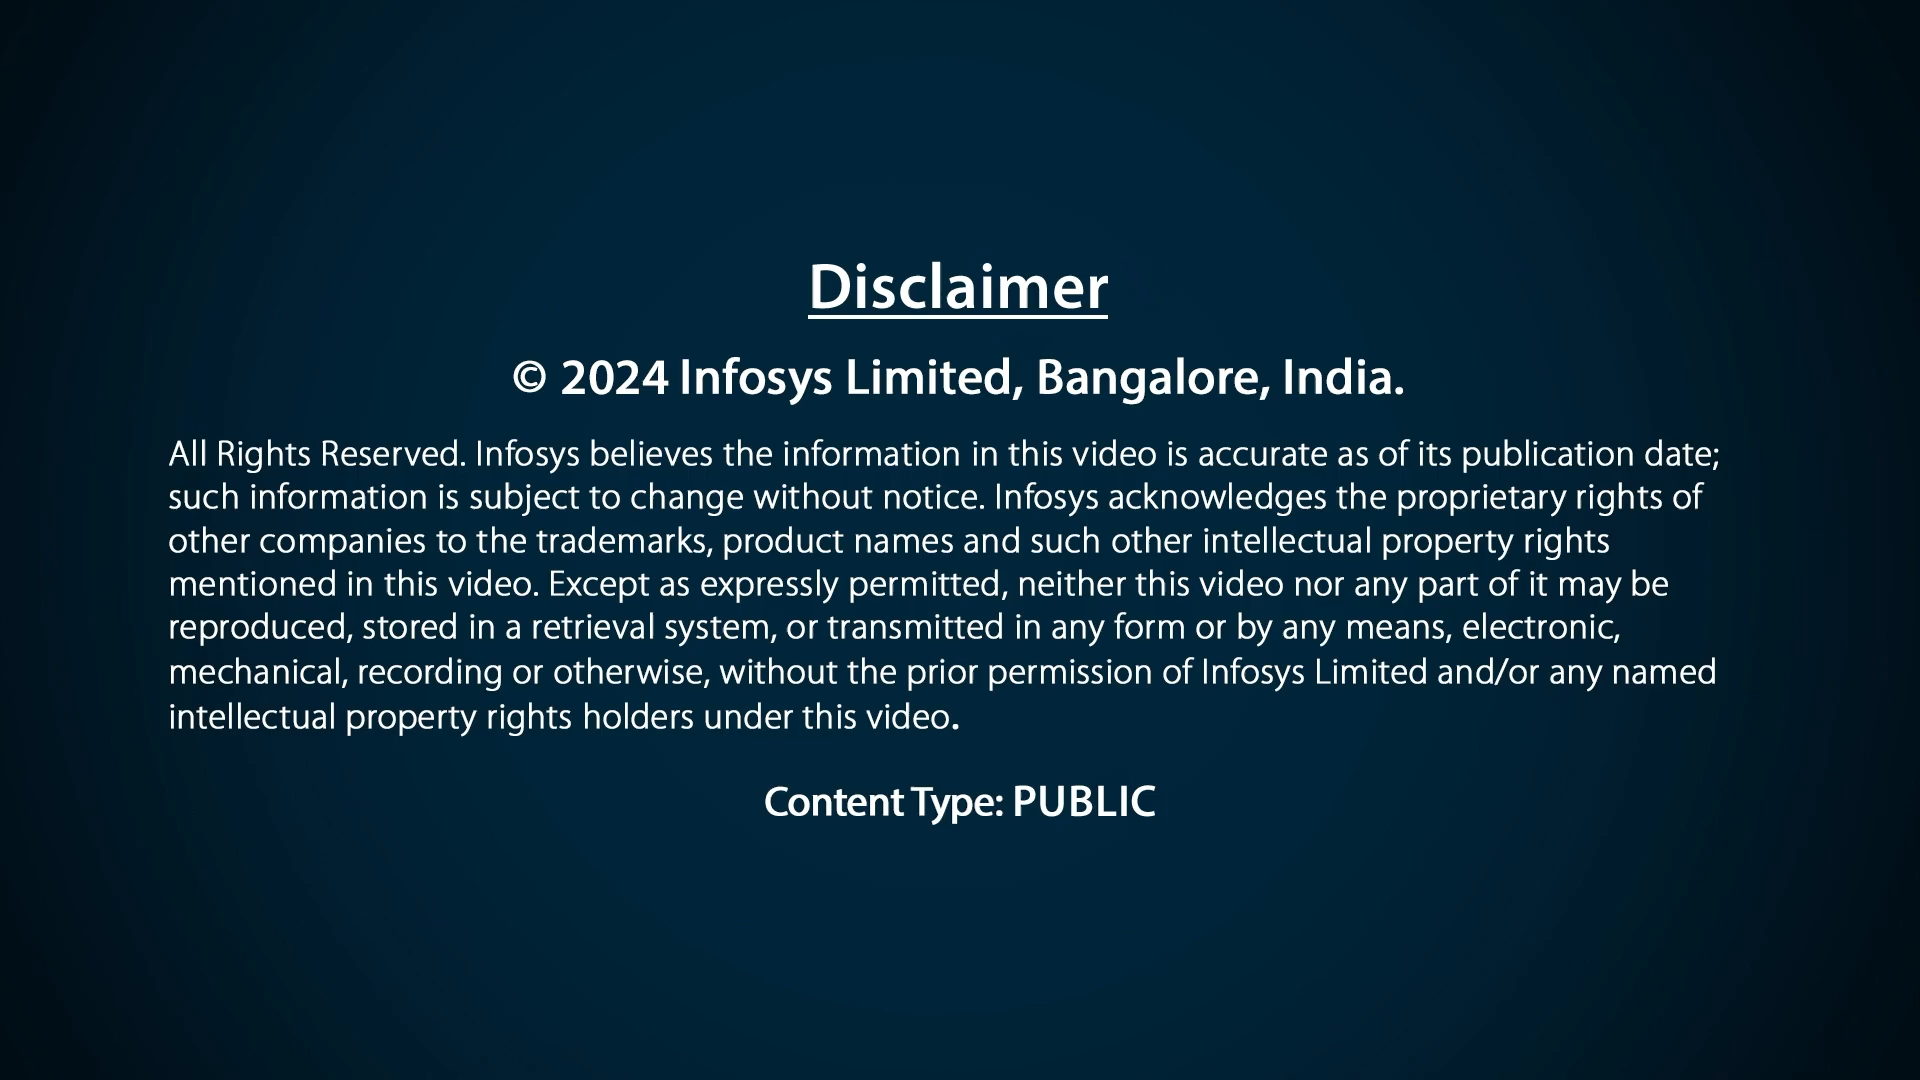 Disclaimer
© 2024 Infosys Limited, Bangalore, India.
All Rights Reserved. Infosys believes the information in this video is accurate as of its publication date;
such information is subject to change without notice. Infosys acknowledges the proprietary rights of
other companies to the trademarks, product names and such other intellectual property rights
mentioned in this video. Except as expressly permitted, neither this video nor any part of it may be
reproduced, stored in a retrieval system, or transmitted in any form or by any means, electronic,
mechanical, recording or otherwise, without the prior permission of Infosys Limited and/or any named
intellectual property rights holders under this video.
Content Type: PUBLIC